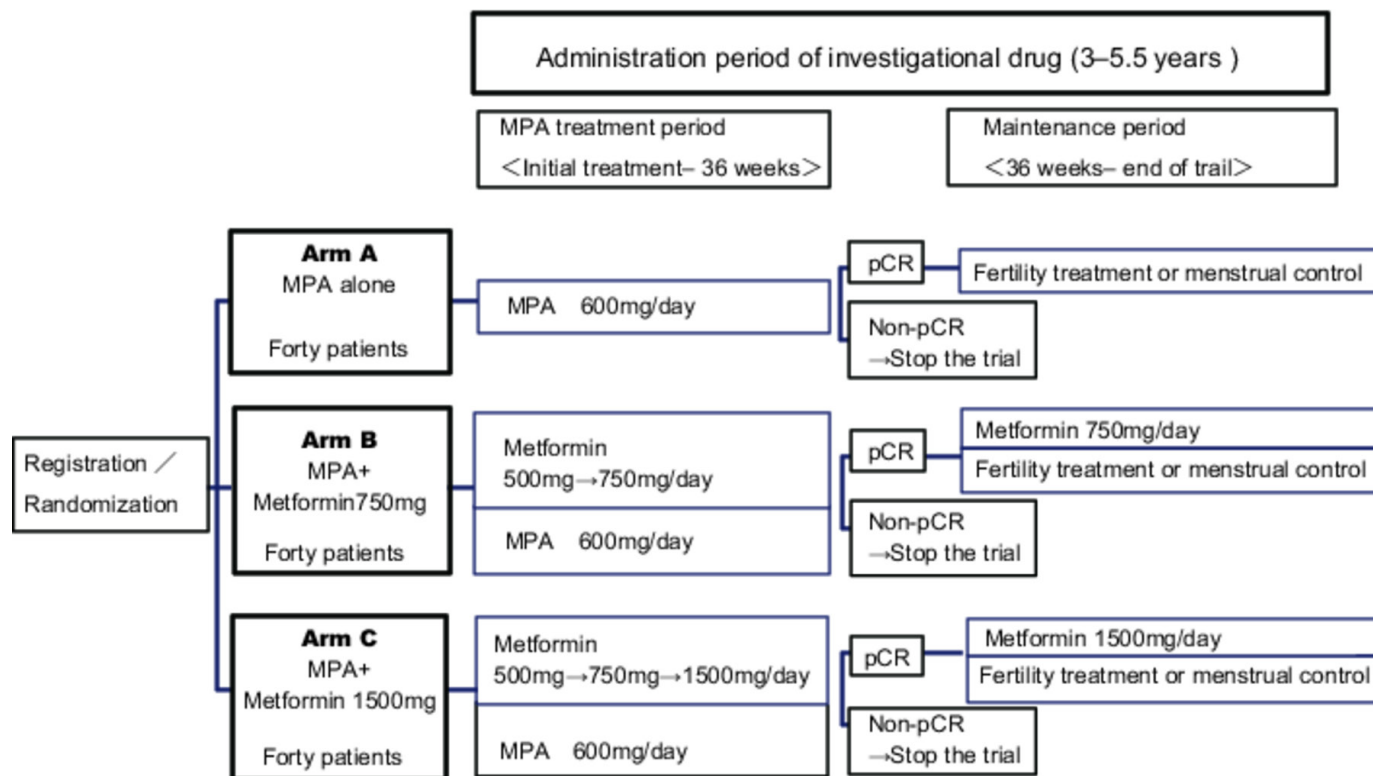 Administration period of investigational drug (3–5.5 years )
MPA treatment period
<Initial treatment– 36 weeks>
Maintenance period
<36 weeks– end of trail>
Registration ／
Randomization
Arm A
MPA alone
Forty patients
MPA 600mg/day
pCR
Fertility treatment or menstrual control
Non-pCR
→Stop the trial
Arm B
MPA+
Metformin750mg
Forty patients
Metformin
500mg→750mg/day
MPA 600mg/day
pCR
Metformin 750mg/day
Fertility treatment or menstrual control
Non-pCR
→Stop the trial
Arm C
MPA+
Metformin 1500mg
Forty patients
Metformin
500mg→750mg→1500mg/day
MPA 600mg/day
pCR
Metformin 1500mg/day
Fertility treatment or menstrual control
Non-pCR
→Stop the trial